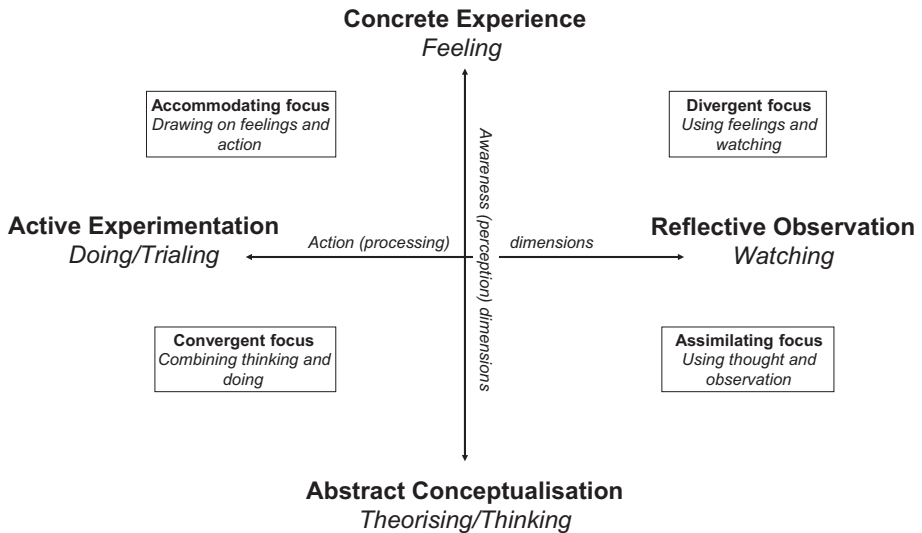 Concrete Experience
Feeling
Accommodating focus
Drawing on feelings and
action
Divergent focus
Using feelings and
watching
Awareness (perception) dimensions
Active Experimentation
Doing/Trialing
Action (processing) dimensions
Reflective Observation
Watching
Convergent focus
Combining thinking and
doing
Assimilating focus
Using thought and
observation
Abstract Conceptualisation
Theorising/Thinking